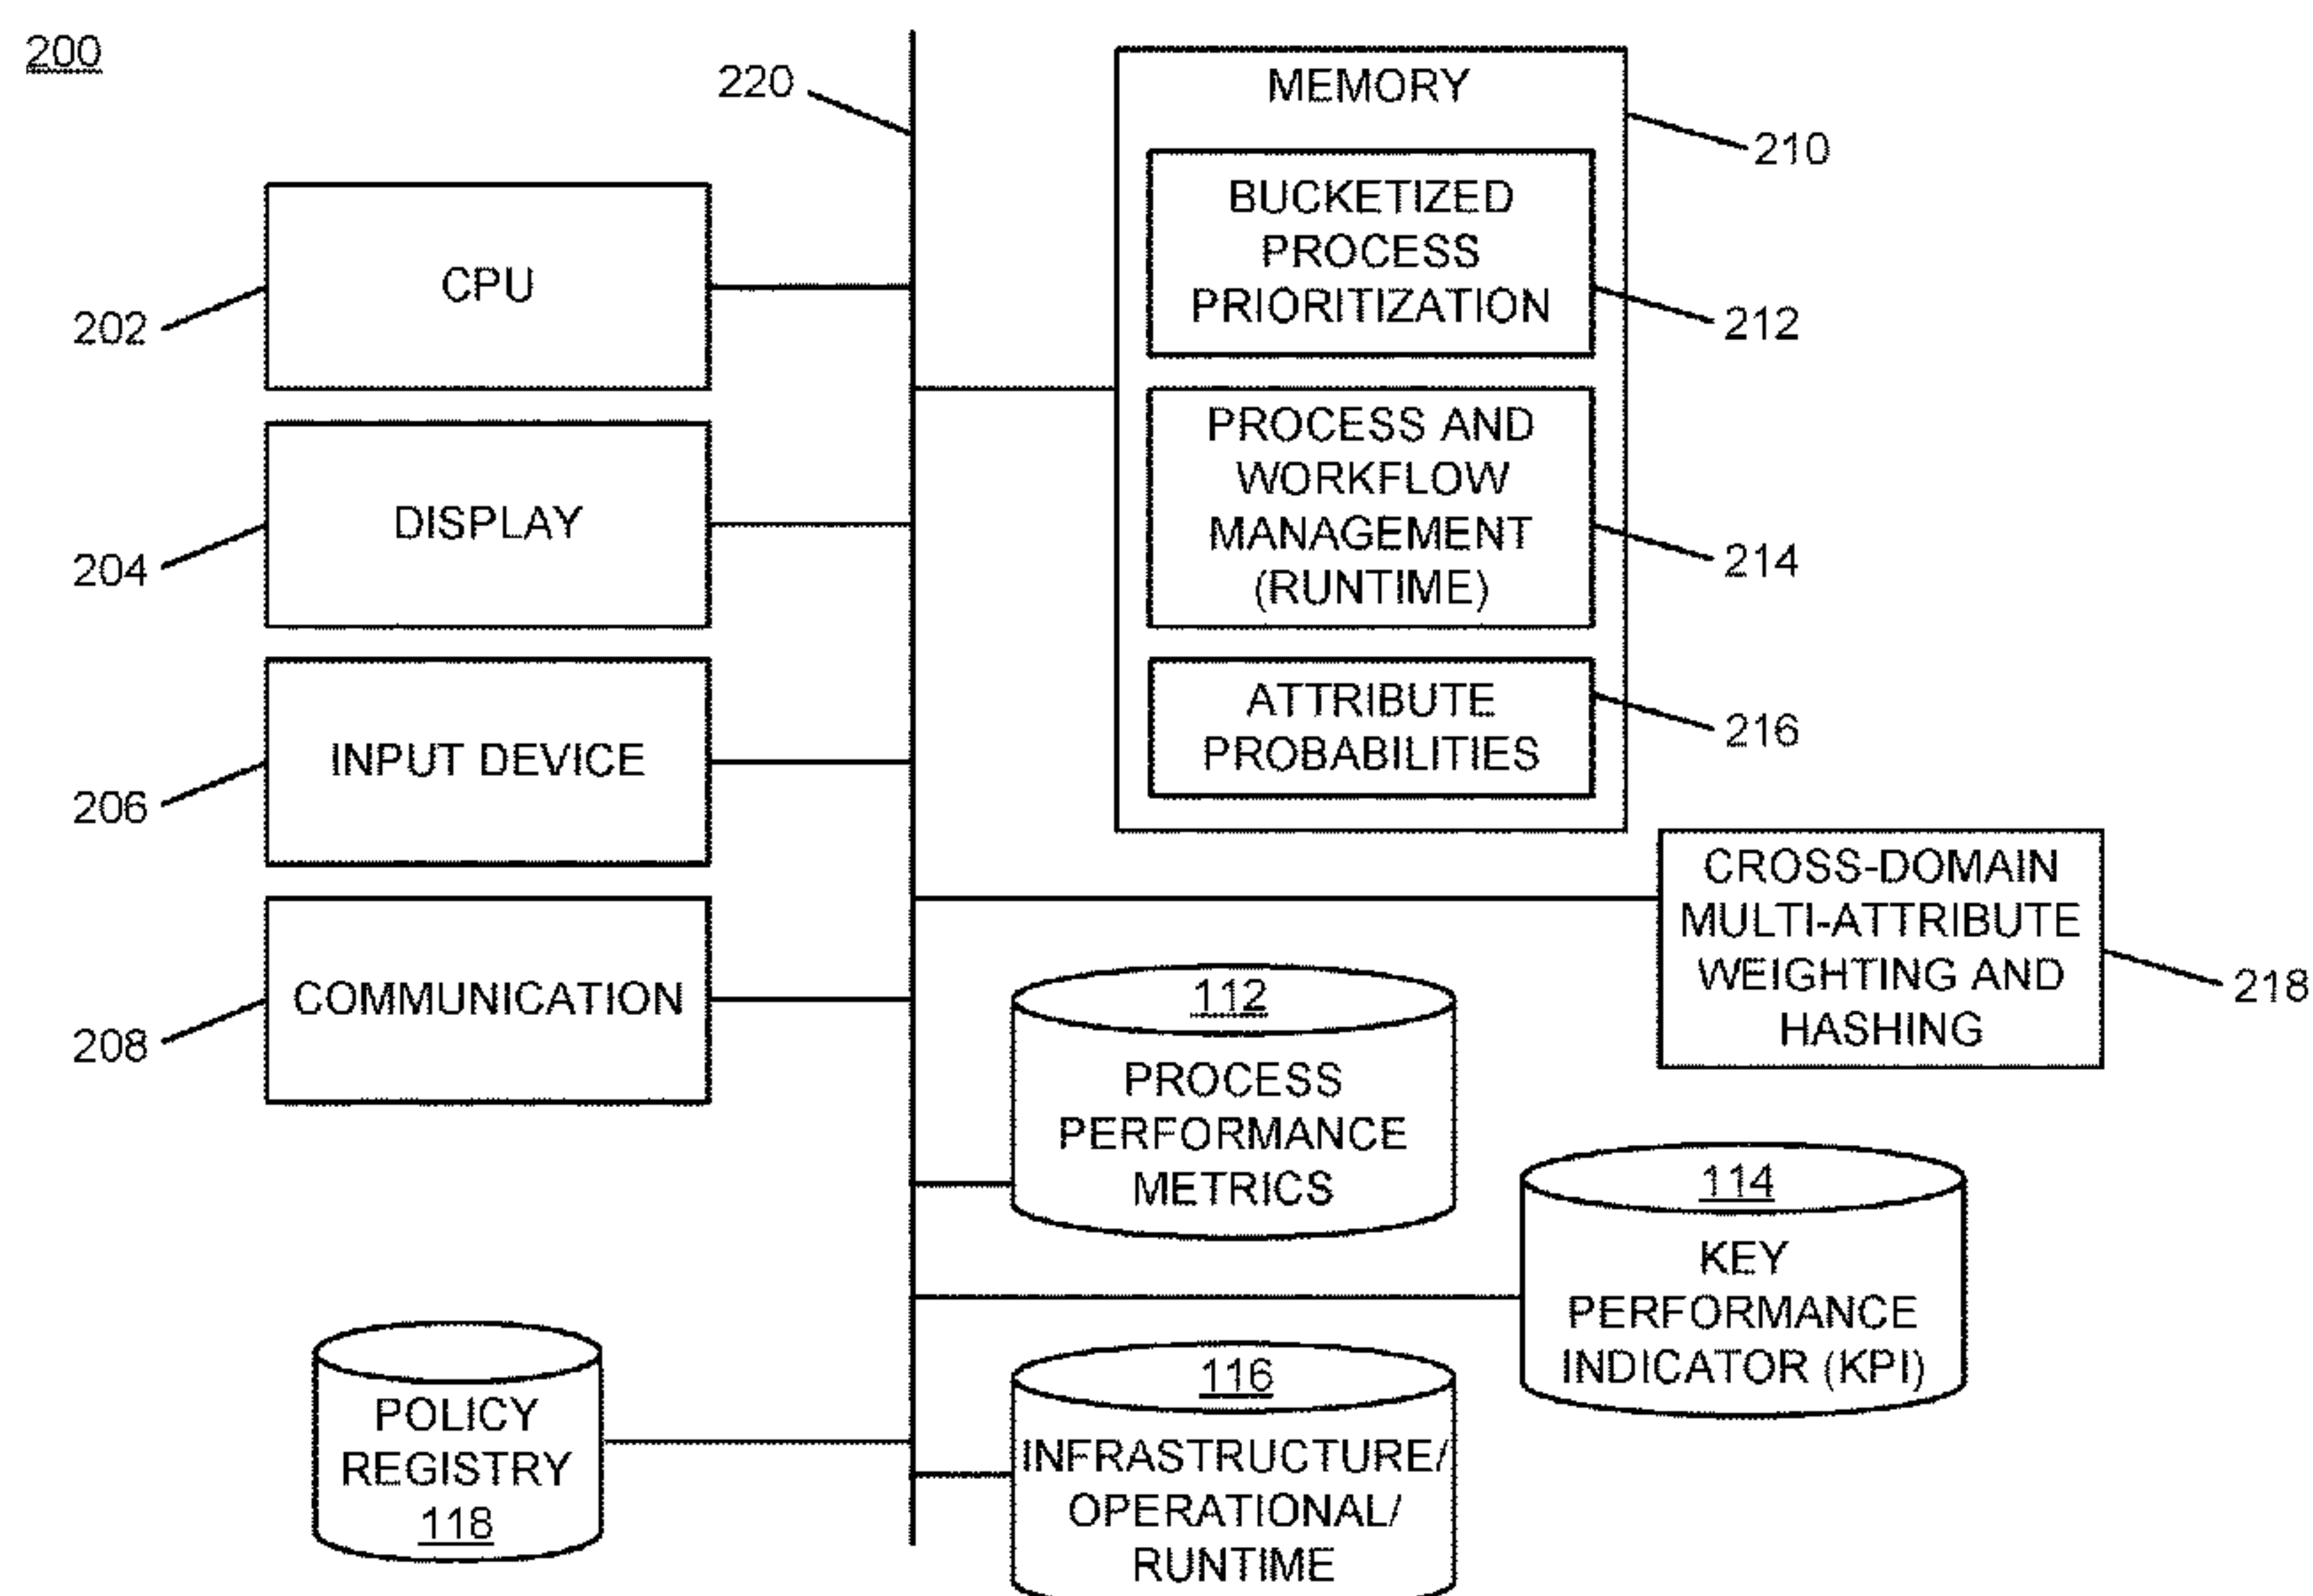 200
220
MEMORY
210
BUCKETIZED
PROCESS
PRIORITIZATION
212
CPU
202
PROCESS AND
WORKFLOW
MANAGEMENT
(RUNTIME)
214
DISPLAY
204
ATTRIBUTE
PROBABILITIES
216
INPUT DEVICE
206
CROSS-DOMAIN
MULTI-ATTRIBUTE
WEIGHTING AND
HASHING
218
COMMUNICATION
208
112
PROCESS
PERFORMANCE
METRICS
114
KEY
PERFORMANCE
INDICATOR (KPI)
POLICY
REGISTRY
118
116
INFRASTRUCTURE/
OPERATIONAL/
RUNTIME